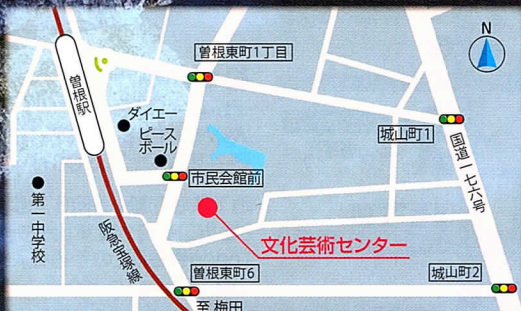 N
曽根東町1丁目
曽根駅
ダイエー
ピース
ボール
城山町1
国道一七六号
市民会館前
第一中学校
阪急宝塚線
文化芸術センター
曽根東町6
城山町2
至 梅田